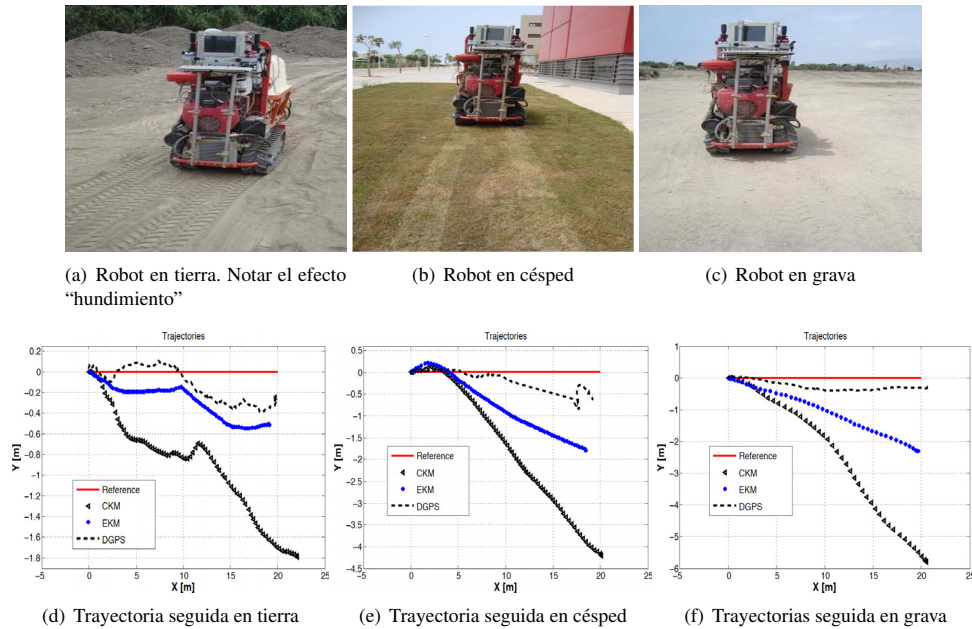 (a) Robot en tierra. Notar el efecto
“hundimiento”
(b) Robot en césped
(c) Robot en grava
Trajectories
0.2
0
−0.2
−0.4
−0.6
−0.8
−1
−1.2
−1.4
−1.6
−1.8
Y [m]
Reference
CKM
EKM
DGPS
−5
0
5
10
15
20
25
X [m]
Trajectories
0.5
0
−0.5
−1
−1.5
−2
−2.5
−3
−3.5
−4
−4.5
Y [m]
Reference
CKM
EKM
DGPS
−5
0
5
10
15
20
25
X [m]
Trajectories
1
0
−1
−2
−3
−4
−5
−6
Y [m]
Reference
CKM
EKM
DGPS
−5
0
5
10
15
20
25
X [m]
(d) Trayectoria seguida en tierra
(e) Trayectoria seguida en césped
(f) Trayectorias seguida en grava